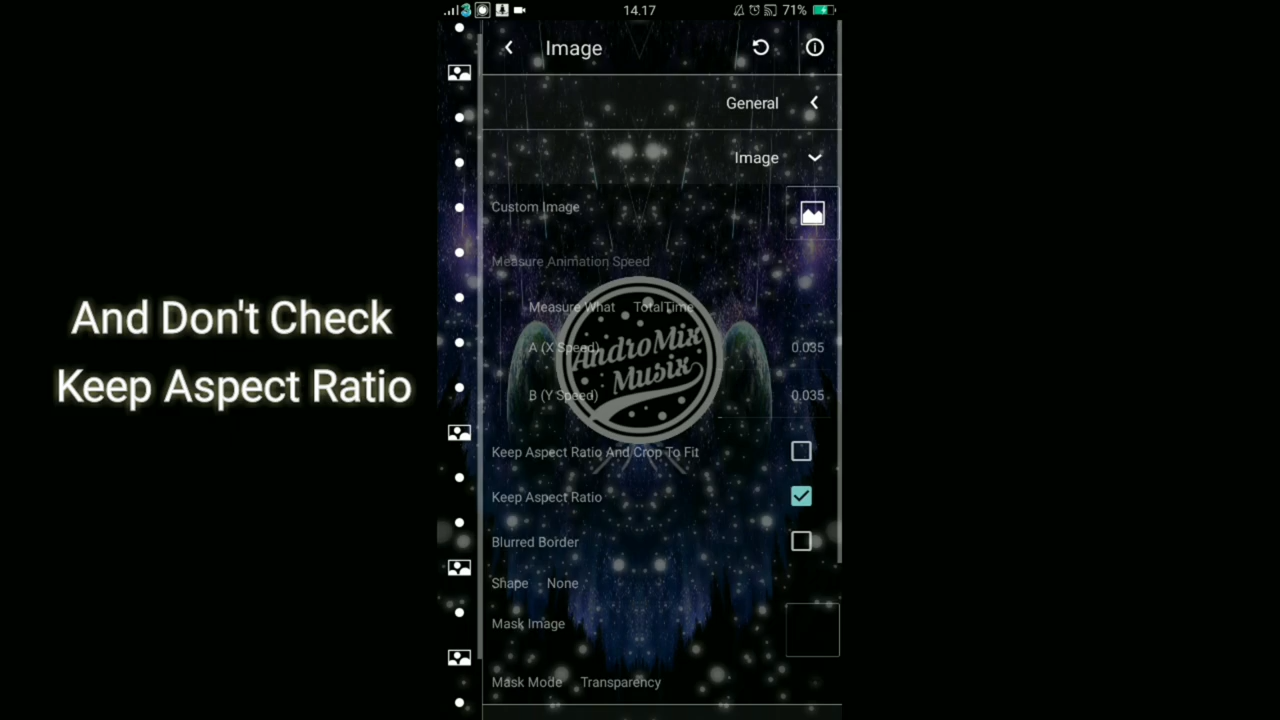 14.17
71%
Image
General
Image
And Don't Check
Keep Aspect Ratio
Custom Image
Measure Animation Speed
Measure What TotalTime
A (X Speed) 0.035
B (Y Speed) 0.035
AndroMix
Musix
Keep Aspect Ratio And Crop To Fit
Keep Aspect Ratio
Blurred Border
Shape None
Mask Image
Mask Mode Transparency